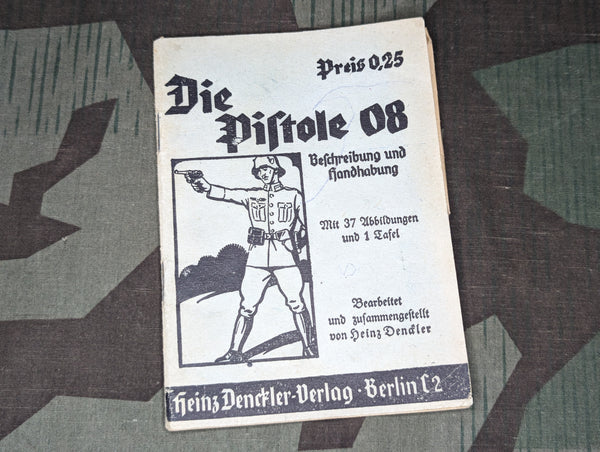 Preis 0,25
Die
Pistole 08
Beschreibung und
Handhabung
Mit 37 Abbildungen
und 1 Tafel
Bearbeitet
und zusammengestellt
von Heinz Denckler
Heinz Denckler-Verlag · Berlin C2